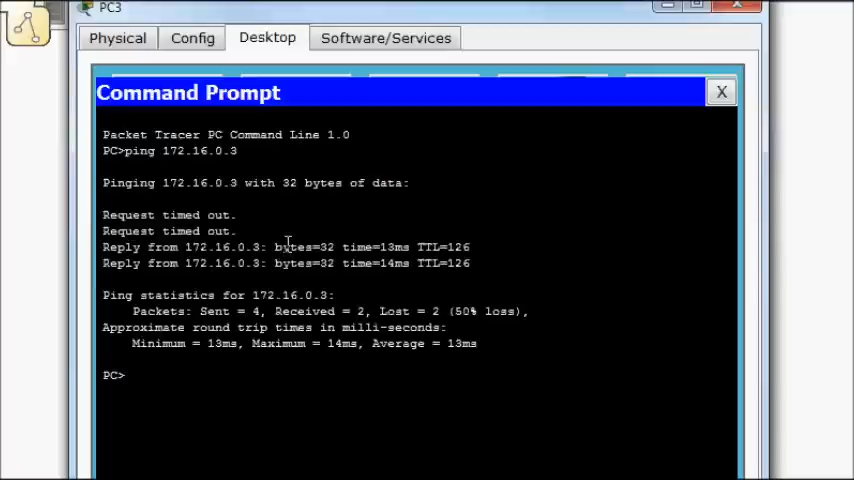 PC3
Physical Config Desktop Software/Services
Command Prompt X
Packet Tracer PC Command Line 1.0
PC>ping 172.16.0.3
Pinging 172.16.0.3 with 32 bytes of data:
Request timed out.
Request timed out.
Reply from 172.16.0.3: bytes=32 time=13ms TTL=126
Reply from 172.16.0.3: bytes=32 time=14ms TTL=126
Ping statistics for 172.16.0.3:
Packets: Sent = 4, Received = 2, Lost = 2 (50% loss),
Approximate round trip times in milli-seconds:
Minimum = 13ms, Maximum = 14ms, Average = 13ms
PC>